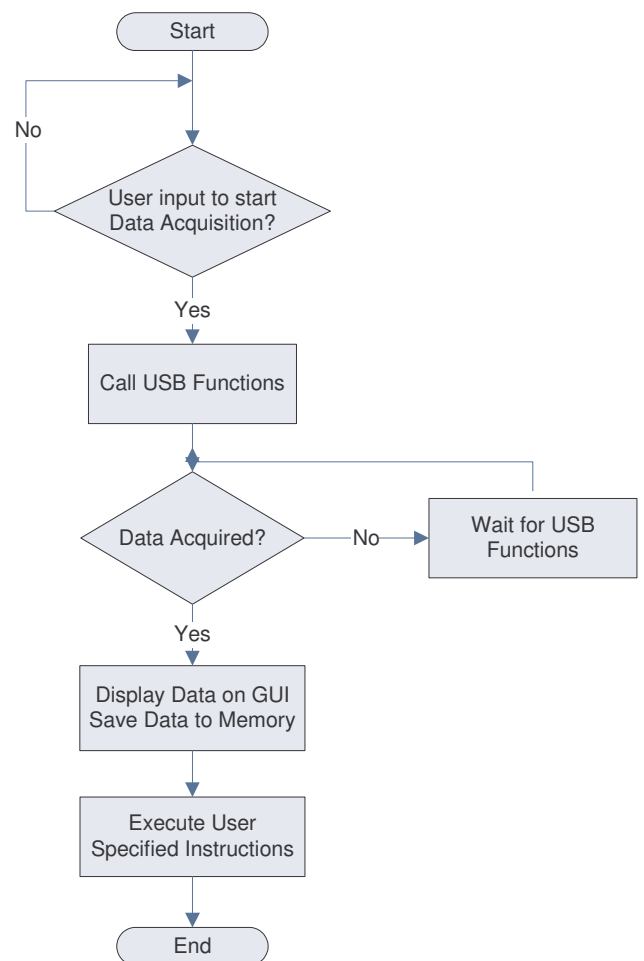 Start
No
User input to start
Data Acquisition?
Yes
Call USB Functions
Data Acquired?
No
Wait for USB
Functions
Yes
Display Data on GUI
Save Data to Memory
Execute User
Specified Instructions
End